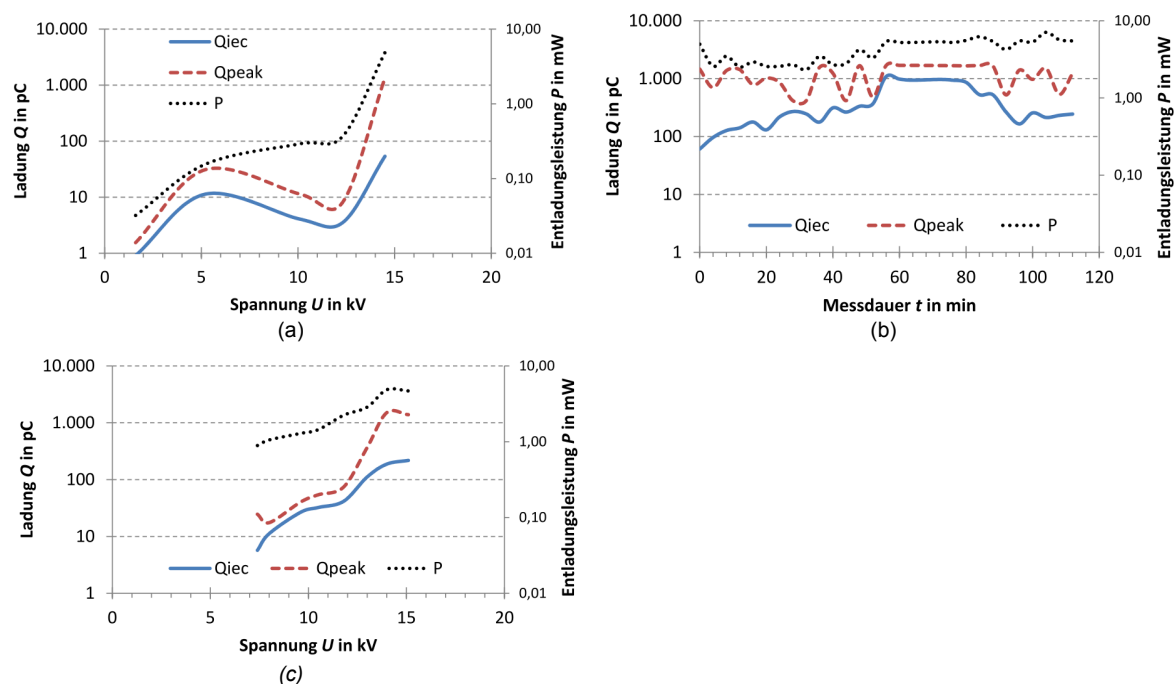 10.000
1.000
100
10
1
Ladung Q in pC
Qiec
Qpeak
P
10,00
1,00
0,10
0,01
Entladungsleistung P in mW
0 5 10 15 20
Spannung U in kV
(a)
10.000
1.000
100
10
1
Ladung Q in pC
Qiec Qpeak P
10,00
1,00
0,10
0,01
Entladungsleistung P in mW
0 20 40 60 80 100 120
Messdauer t in min
(b)
10.000
1.000
100
10
1
Ladung Q in pC
Qiec Qpeak P
10,00
1,00
0,10
0,01
Entladungsleistung P in mW
0 5 10 15 20
Spannung U in kV
(c)